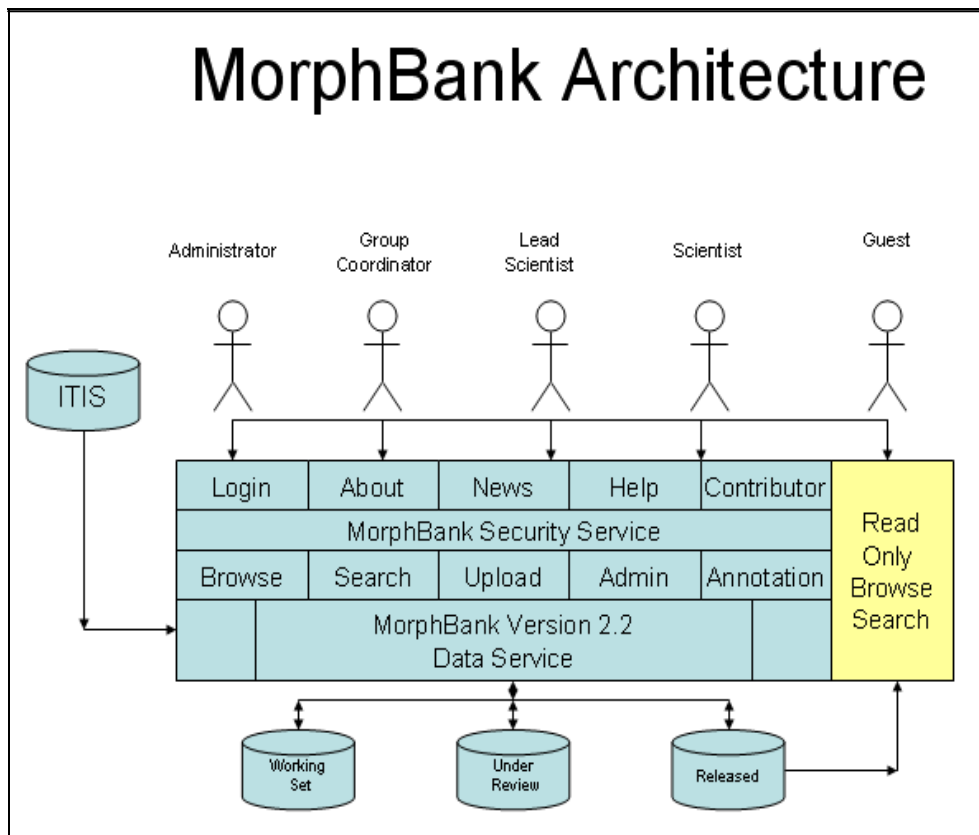 MorphBank Architecture
Administrator
Group
Coordinator
Lead
Scientist
Scientist
Guest
ITIS
Login
About
News
Help
Contributor
MorphBank Security Service
Browse
Search
Upload
Admin
Annotation
MorphBank Version 2.2
Data Service
Read
Only
Browse
Search
Working
Set
Under
Review
Released